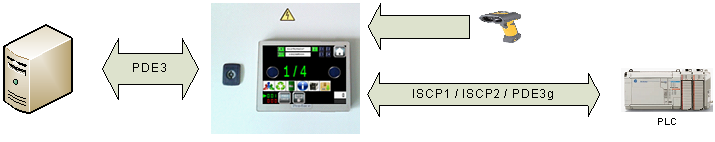 PDE3
1/4
ISCP1 / ISCP2 / PDE3g
PLC